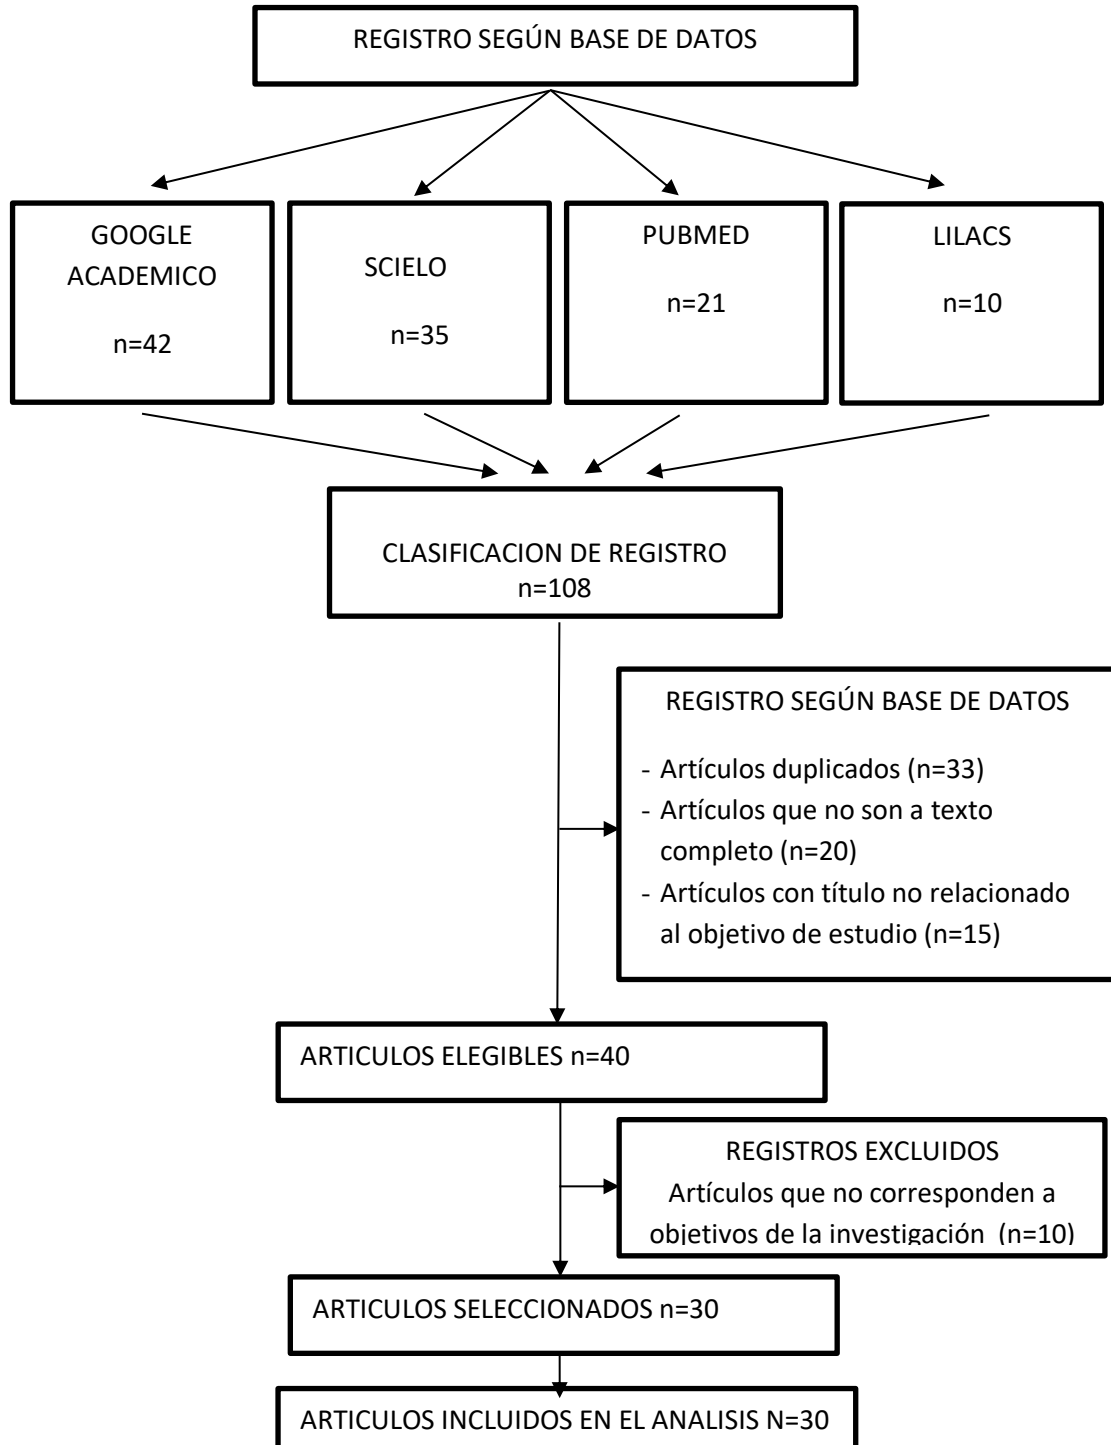 REGISTRO SEGÚN BASE DE DATOS
GOOGLE
ACADEMICO
n=42
SCIELO
n=35
PUBMED
n=21
LILACS
n=10
CLASIFICACION DE REGISTRO
n=108
REGISTRO SEGÚN BASE DE DATOS
- Artículos duplicados (n=33)
- Artículos que no son a texto
completo (n=20)
- Artículos con título no relacionado
al objetivo de estudio (n=15)
ARTICULOS ELEGIBLES n=40
REGISTROS EXCLUIDOS
Artículos que no corresponden a
objetivos de la investigación (n=10)
ARTICULOS SELECCIONADOS n=30
ARTICULOS INCLUIDOS EN EL ANALISIS N=30